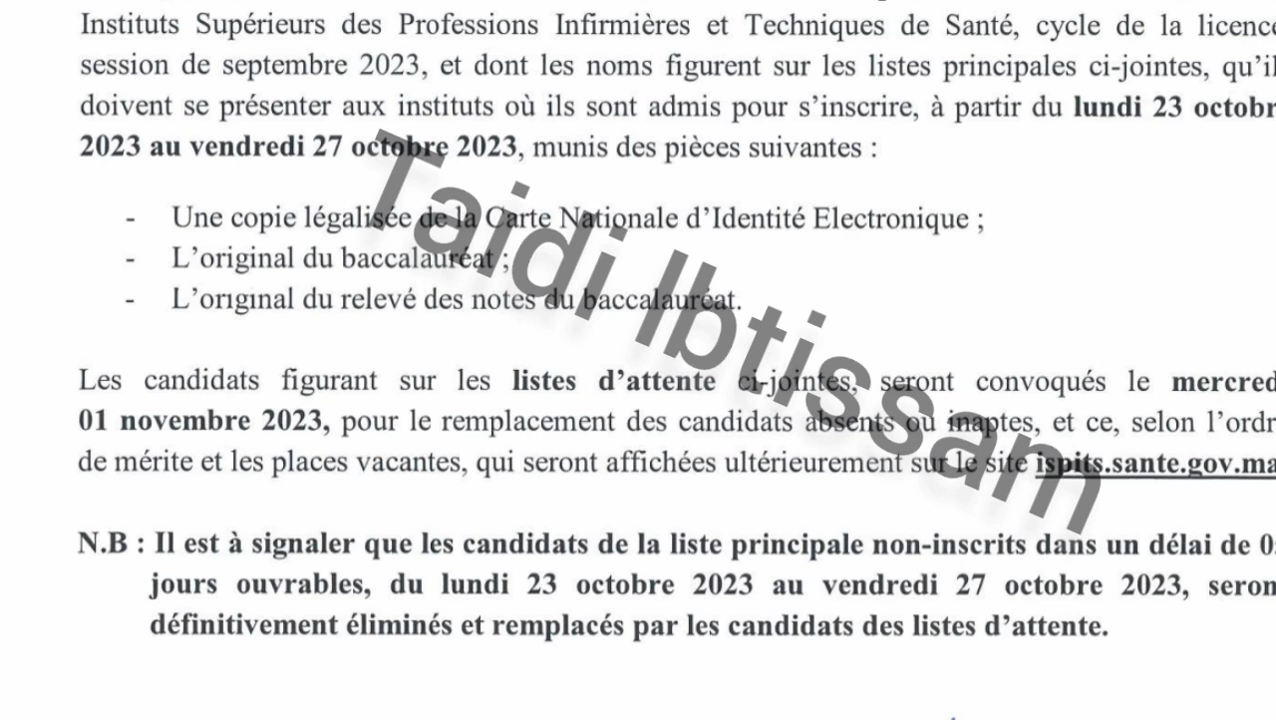 Instituts Supérieurs des Professions Infirmières et Techniques de Santé, cycle de la licence
session de septembre 2023, et dont les noms figurent sur les listes principales ci-jointes, qu'il
doivent se présenter aux instituts où ils sont admis pour s'inscrire, à partir du lundi 23 octobr
2023 au vendredi 27 octobre 2023, munis des pièces suivantes :
- Une copie légalisée de la Carte Nationale d'Identité Electronique ;
- L'original du baccalauréat ;
- L'original du relevé des notes du baccalauréat.
Taidi Ibtissam
Les candidats figurant sur les listes d'attente ci-jointes, seront convoqués le mercred
01 novembre 2023, pour le remplacement des candidats absents ou inaptes, et ce, selon l'ordr
de mérite et les places vacantes, qui seront affichées ultérieurement sur le site ispits.sante.gov.ma
N.B : Il est à signaler que les candidats de la liste principale non-inscrits dans un délai de 0
jours ouvrables, du lundi 23 octobre 2023 au vendredi 27 octobre 2023, seron
définitivement éliminés et remplacés par les candidats des listes d'attente.